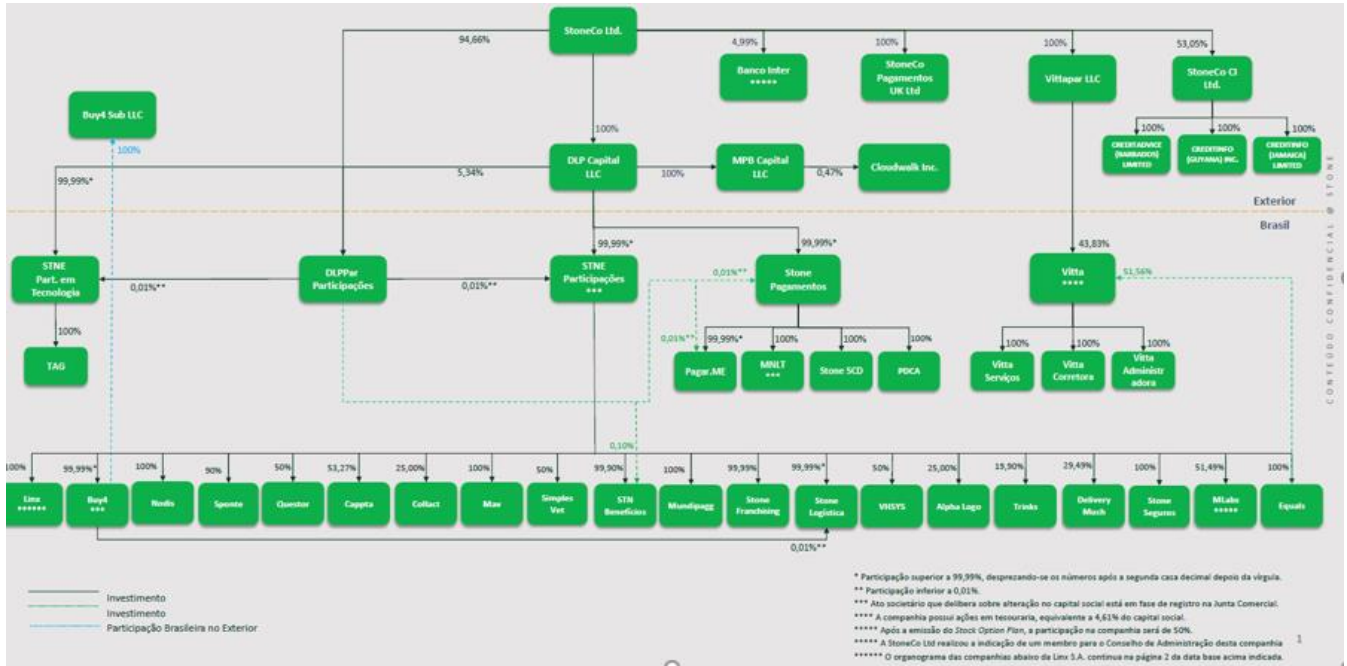 StoneCo Ltd.
94,66%
4,99%
100%
100%
53,05%
Banco Inter
*****
StoneCo
Pagamentos
UK Ltd
Vittapar LLC
StoneCo CI
Ltd.
Buy4 Sub LLC
100%
100%
100%
100%
100%
CREDITADVICE
(BARBADOS)
LIMITED
CREDITINFO
(GUYANA) INC.
CREDITINFO
(JAMAICA)
LIMITED
DLP Capital
LLC
MPB Capital
LLC
Cloudwalk Inc.
99,99%*
5,34%
100%
0,47%
Exterior
Brasil
99,99%*
99,99%*
43,83%
STNE
Part. em
Tecnologia
DLPPar
Participações
STNE
Participações
***
Stone
Pagamentos
Vitta
****
0,01%**
0,01%**
0,01%**
51,56%
100%
0,01%**
99,99%*
100%
100%
100%
100%
100%
100%
TAG
Pagar.ME
MNLT
***
Stone SCD
PDCA
Vitta
Serviços
Vitta
Corretora
Vitta
Administr
adora
CONTEÚDO CONFIDENCIAL @ STONE
0,10%
100%
99,99%*
100%
90%
50%
53,27%
25,00%
100%
50%
99,90%
100%
99,99%
99,99%*
50%
25,00%
19,90%
29,49%
100%
51,49%
100%
Linx
******
Buy4
***
Nodis
Sponte
Questor
Cappta
Collact
Mav
Simples
Vet
STN
Benefícios
Mundipagg
Stone
Franchising
Stone
Logística
VHSYS
Alpha Logo
Trinks
Delivery
Much
Stone
Seguros
MLabs
*****
Equals
0,01%**
Investimento
Investimento
Participação Brasileira no Exterior
* Participação superior a 99,99%, desprezando-se os números após a segunda casa decimal depois da vírgula.
** Participação inferior a 0,01%.
*** Ato societário que delibera sobre alteração no capital social está em fase de registro na Junta Comercial.
**** A companhia possui ações em tesouraria, equivalente a 4,61% do capital social.
***** Após a emissão do Stock Option Plan, a participação na companhia será de 50%.
***** A StoneCo Ltd realizou a indicação de um membro para o Conselho de Administração desta companhia
****** O organograma das companhias abaixo da Linx S.A. continua na página 2 da data base acima indicada.
1